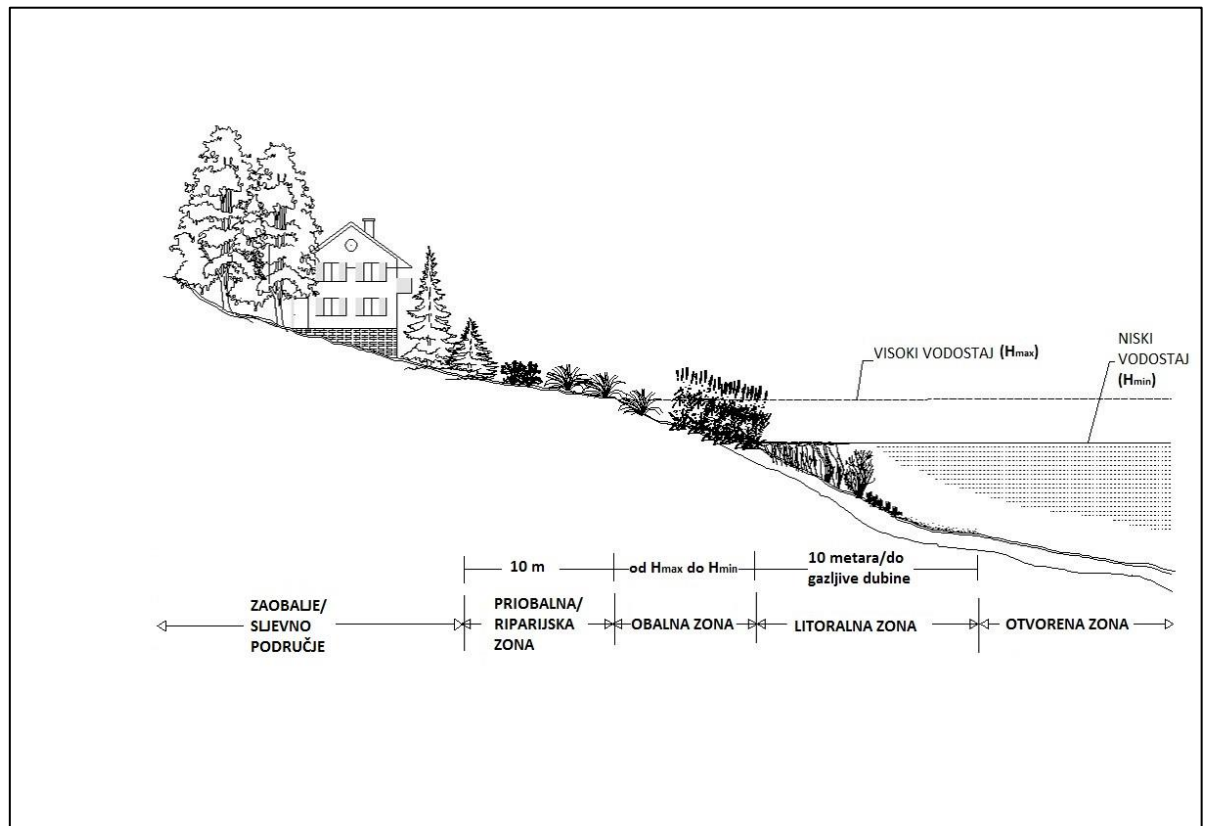 VISOKI VODOSTAJ (Hmax)
NISKI
VODOSTAJ
(Hmin)
10 m
od Hmax do Hmin
10 metara/do
gazljive dubine
ZAOBALJE/
SLJEVNO
PODRUČJE
PRIOBALNA/
RIPARIJSKA
ZONA
OBALNA ZONA
LITORALNA ZONA
OTVORENA ZONA